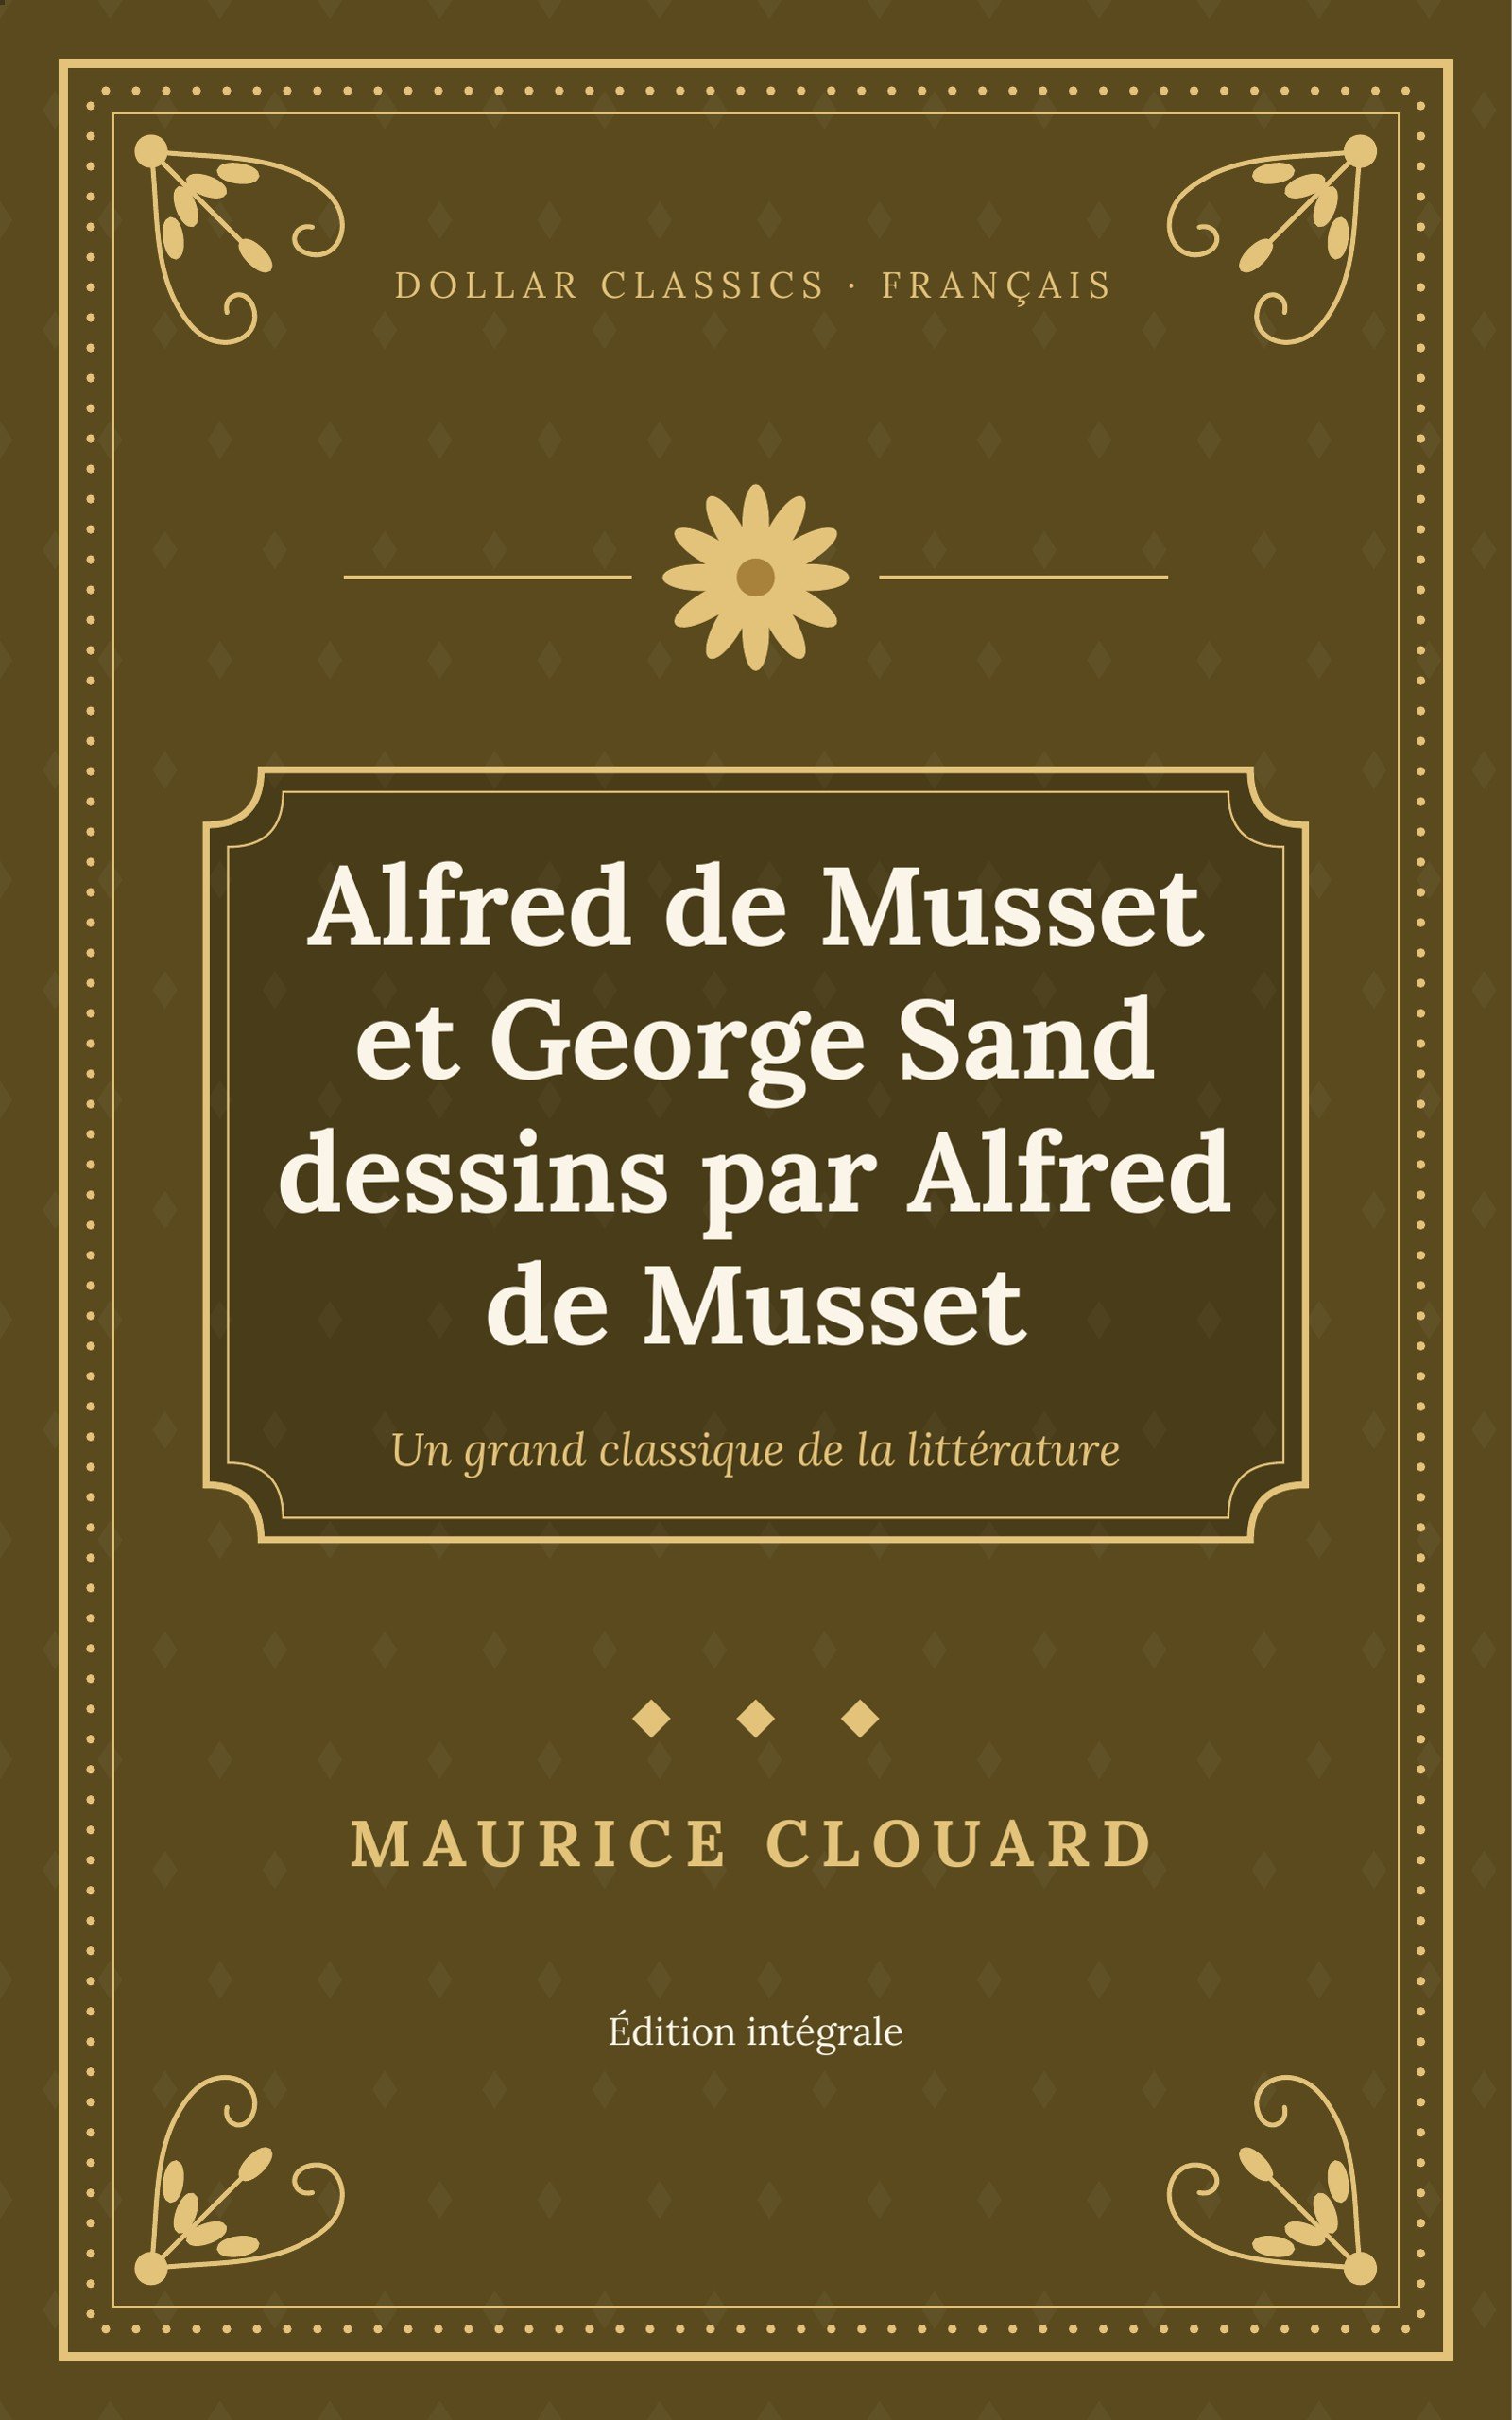 DOLLAR CLASSICS · FRANÇAIS
Alfred de Musset
et George Sand
dessins par Alfred
de Musset
Un grand classique de la littérature
MAURICE CLOUARD
Édition intégrale